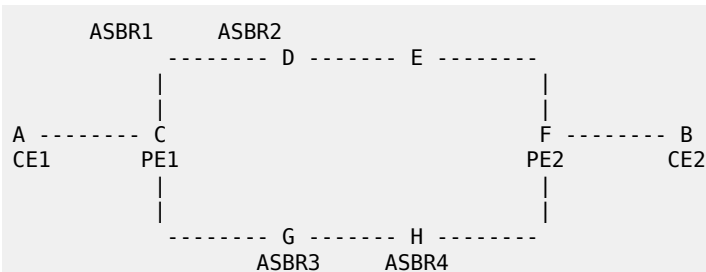 ASBR1 ASBR2
-------- D ------- E --------
| |
| |
A -------- C F -------- B
CE1 PE1 PE2 CE2
| |
| |
-------- G ------- H --------
ASBR3 ASBR4